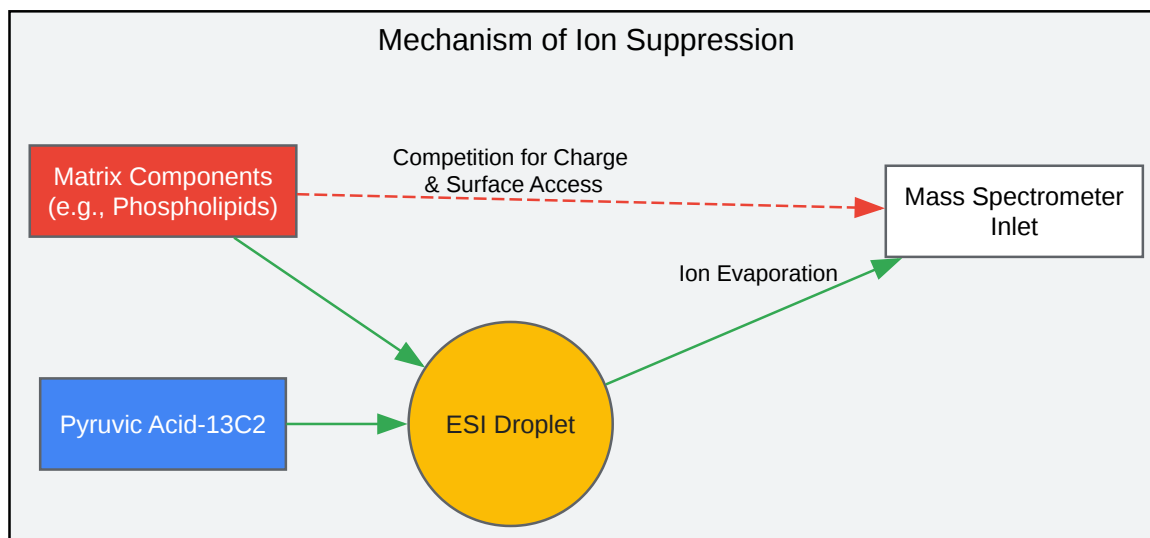 Mechanism of Ion Suppression
Competition for Charge
& Surface Access
Matrix Components
(e.g., Phospholipids)
Mass Spectrometer
Inlet
Ion Evaporation
Pyruvic Acid-13C2
ESI Droplet